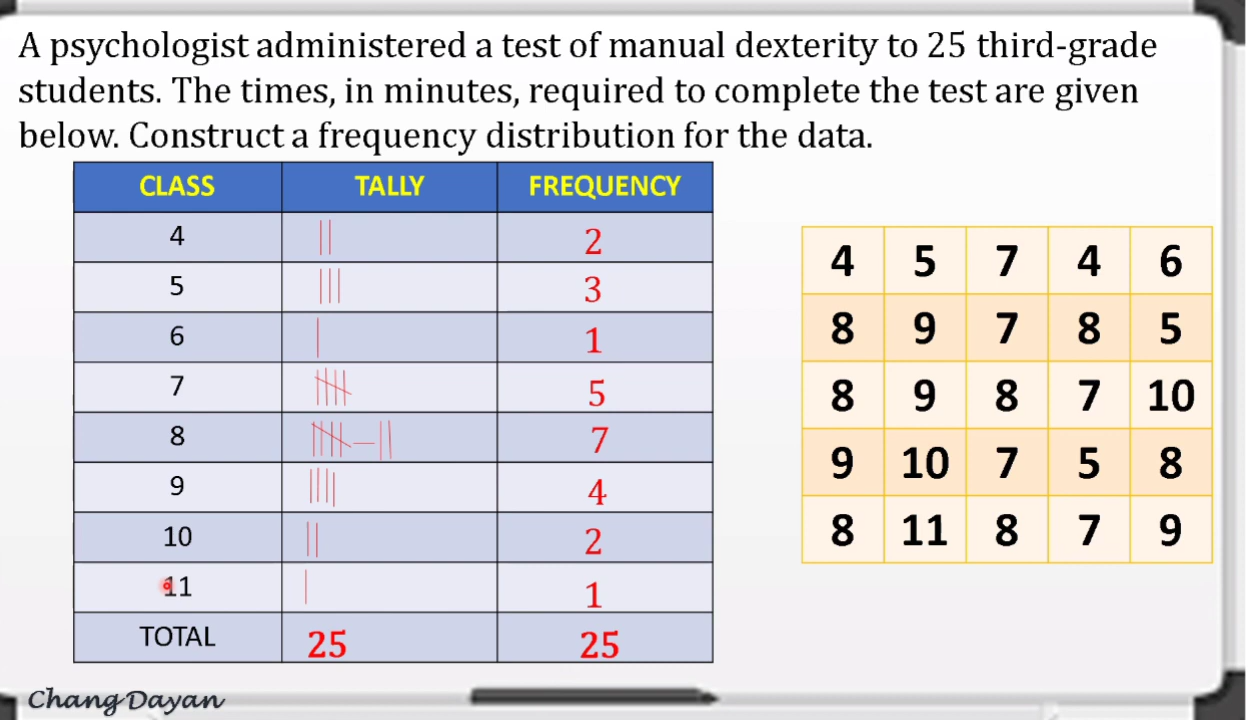 A psychologist administered a test of manual dexterity to 25 third-grade
students. The times, in minutes, required to complete the test are given
below. Construct a frequency distribution for the data.
CLASS TALLY FREQUENCY
4 || 2
5 ||| 3
6 | 1
7 |||| 5
8 ||||–|| 7
9 |||| 4
10 || 2
11 | 1
TOTAL 25 25
4 5 7 4 6
8 9 7 8 5
8 9 8 7 10
9 10 7 5 8
8 11 8 7 9
Chang Dayan